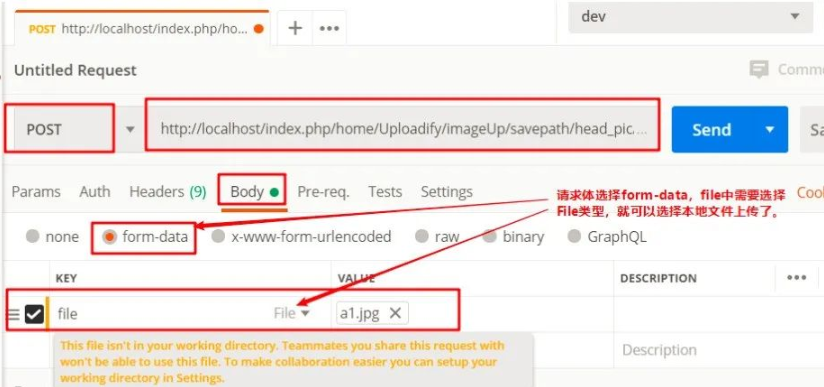 POST http://localhost/index.php/ho... + ••• dev
Untitled Request
POST http://localhost/index.php/home/Uploadify/imageUp/savepath/head_pic.... Send
Params Auth Headers (9) Body Pre-req. Tests Settings
请求体选择form-data，file中需要选择
File类型，就可以选择本地文件上传了。
none form-data x-www-form-urlencoded raw binary GraphQL
KEY VALUE DESCRIPTION •••
file File a1.jpg
This file isn't in your working directory. Teammates you share this request with
won't be able to use this file. To make collaboration easier you can setup your
working directory in Settings.
Description